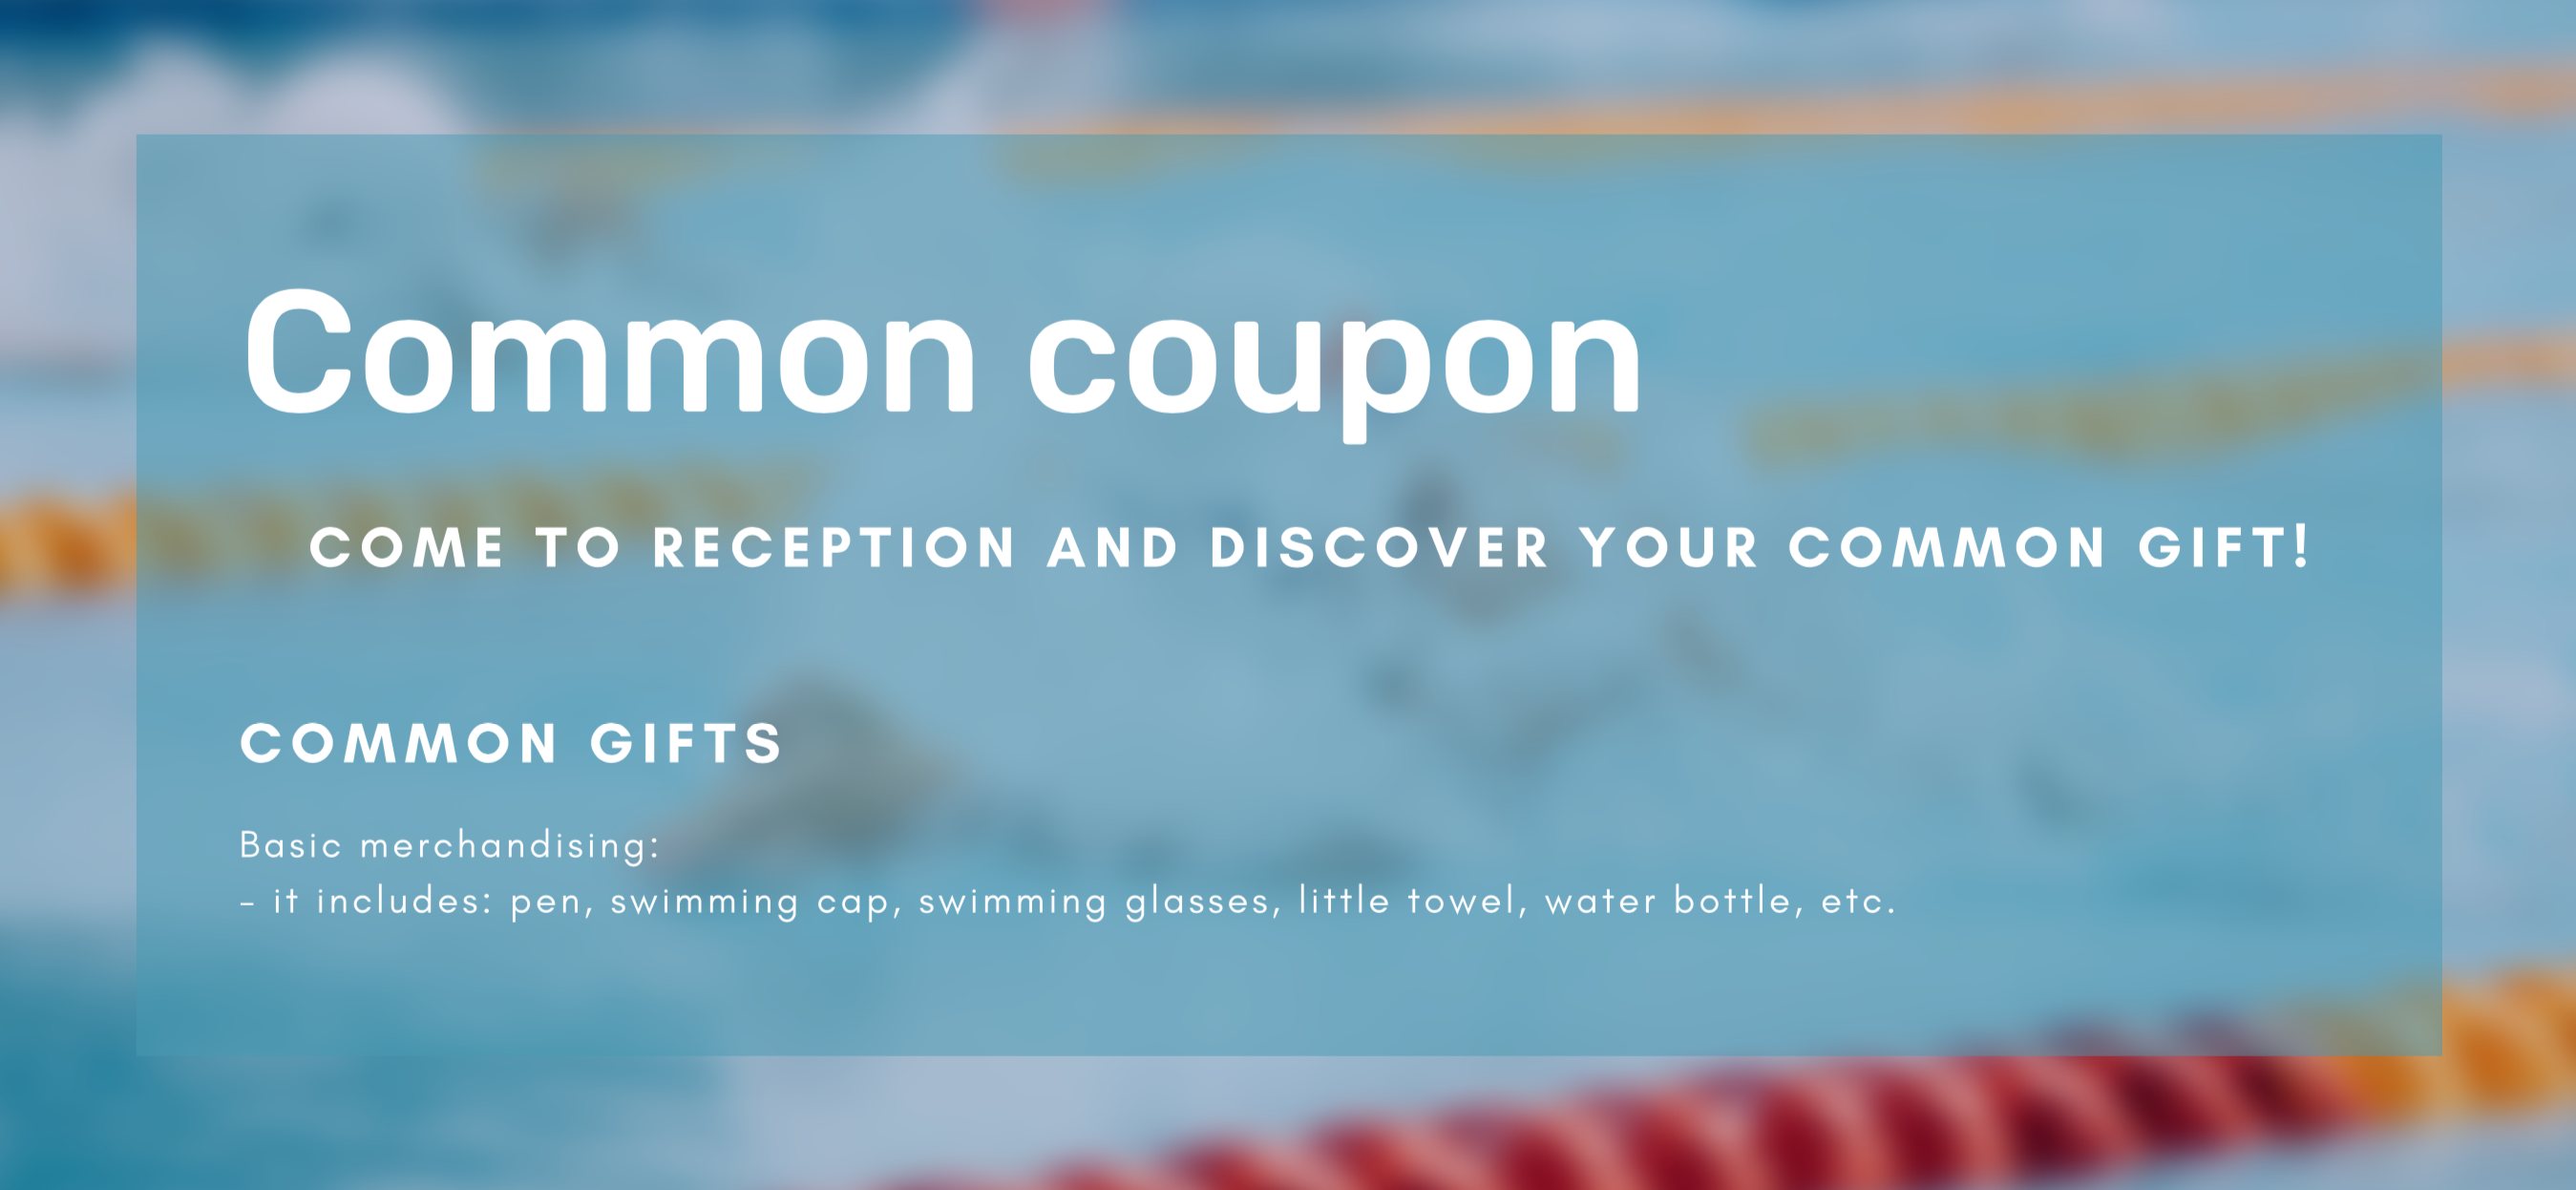 Common coupon
COME TO RECEPTION AND DISCOVER YOUR COMMON GIFT!
COMMON GIFTS
Basic merchandising:
- it includes: pen, swimming cap, swimming glasses, little towel, water bottle, etc.